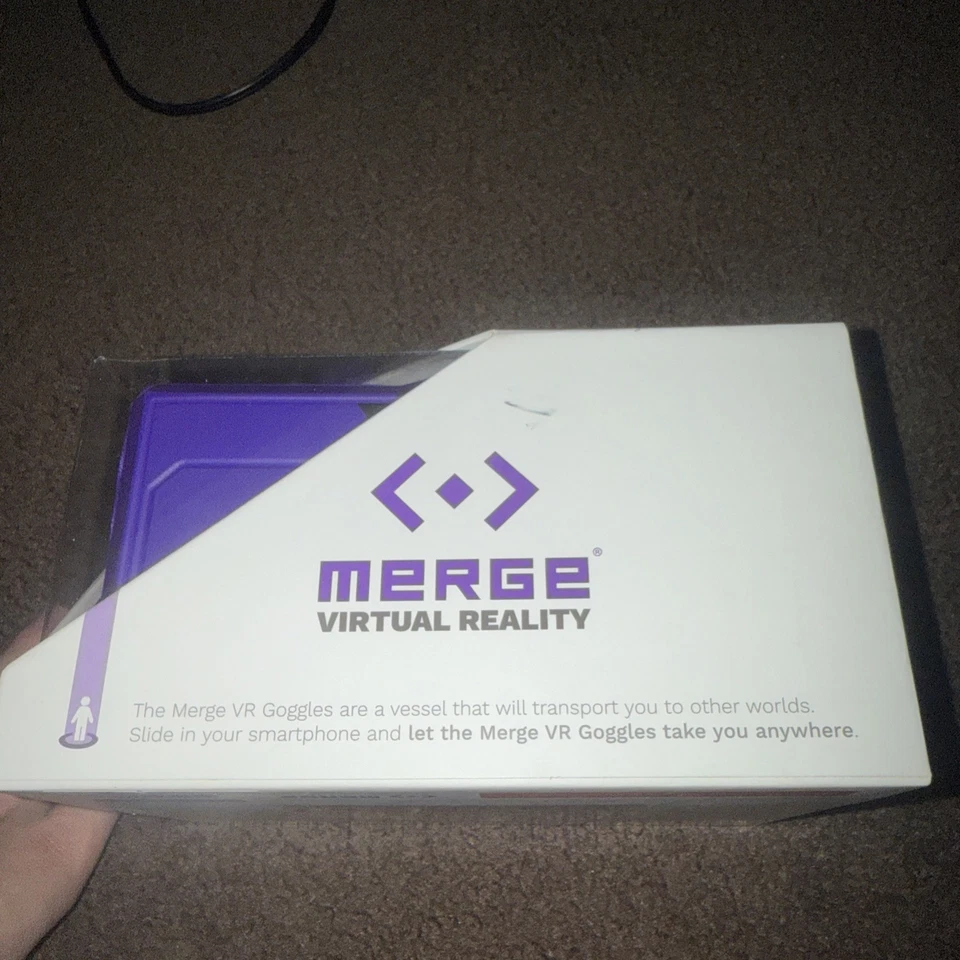 MERGE®
VIRTUAL REALITY
The Merge VR Goggles are a vessel that will transport you to other worlds.
Slide in your smartphone and let the Merge VR Goggles take you anywhere.